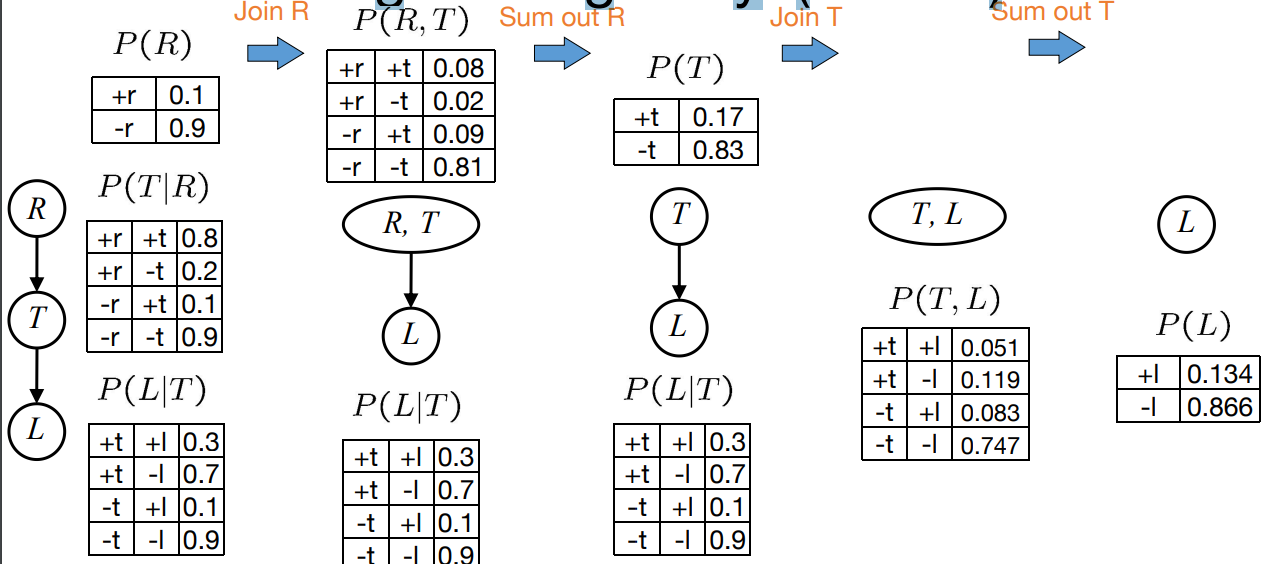 Join R
Sum out R
Join T
Sum out T
P(R)
+r 0.1
-r 0.9
P(T|R)
+r +t 0.8
+r -t 0.2
-r +t 0.1
-r -t 0.9
P(L|T)
+t +l 0.3
+t -l 0.7
-t +l 0.1
-t -l 0.9
R
T
L
P(R, T)
+r +t 0.08
+r -t 0.02
-r +t 0.09
-r -t 0.81
R, T
L
P(L|T)
+t +l 0.3
+t -l 0.7
-t +l 0.1
-t -l 0.9
P(T)
+t 0.17
-t 0.83
T
L
P(L|T)
+t +l 0.3
+t -l 0.7
-t +l 0.1
-t -l 0.9
T, L
P(T, L)
+t +l 0.051
+t -l 0.119
-t +l 0.083
-t -l 0.747
L
P(L)
+l 0.134
-l 0.866